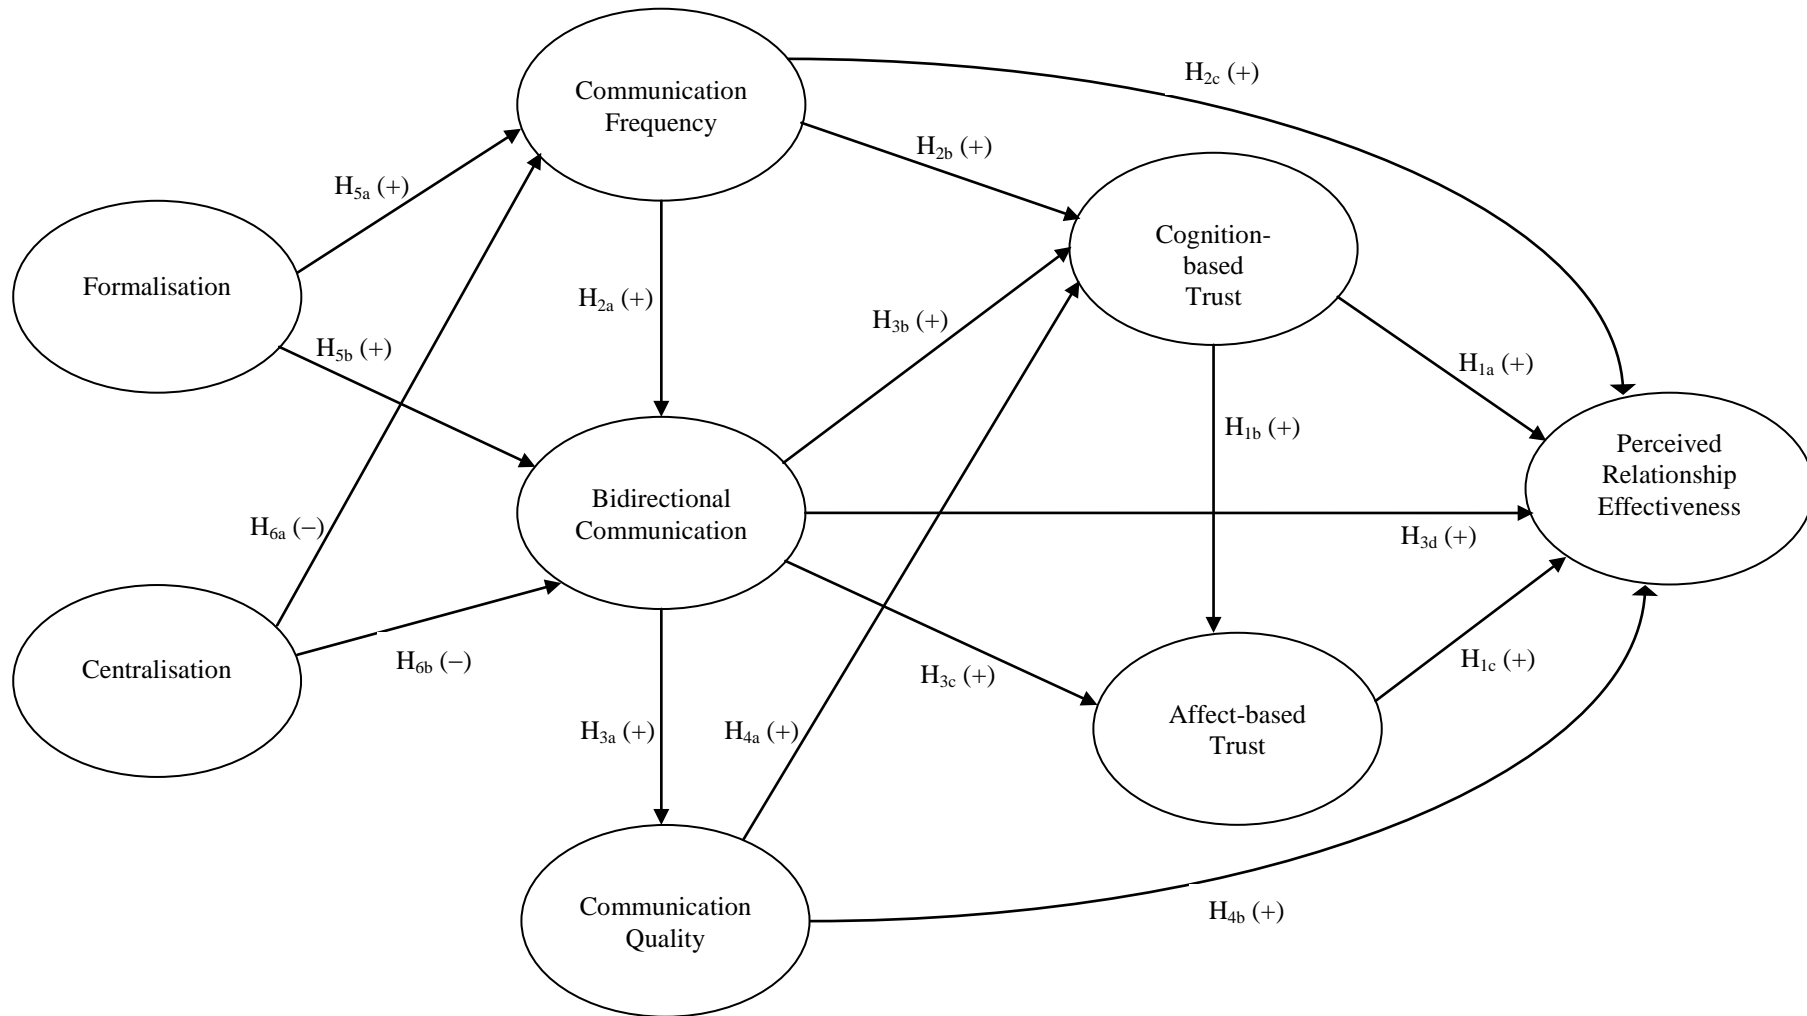 H2c (+)
Communication
Frequency
H2b (+)
H5a (+)
Cognition-
based
Trust
Formalisation
H2a (+)
H3b (+)
H5b (+)
H1a (+)
H1b (+)
Perceived
Relationship
Effectiveness
Bidirectional
Communication
H6a (–)
H3d (+)
H6b (–)
Centralisation
H3c (+)
H1c (+)
H3a (+)
H4a (+)
Affect-based
Trust
Communication
Quality
H4b (+)